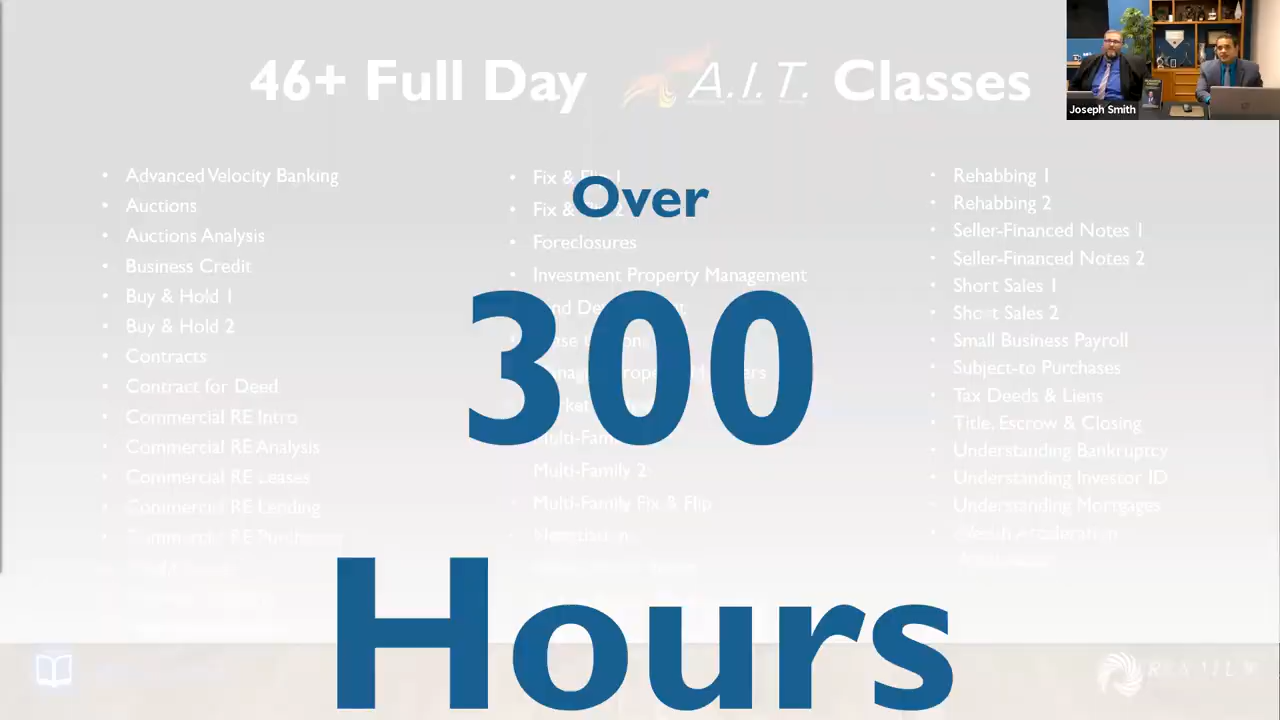 46+ Full Day A.I.T. Classes
Joseph Smith
Over
300
Hours
• Advanced Velocity Banking
• Auctions
• Auctions Analysis
• Business Credit
• Buy & Hold 1
• Buy & Hold 2
• Contracts
• Contract for Deed
• Commercial RE Intro
• Commercial RE Analysis
• Commercial RE Leases
• Commercial RE Lending
Commercial RE
• Fix &
• Fix & 2
• Foreclosures
• Investment Property Management
Multi-Fam
Multi-Family 2
Multi-Family Fix & Flip
• Rehabbing 1
• Rehabbing 2
• Seller-Financed Notes 1
• Seller-Financed Notes 2
• Short Sales 1
• Short Sales 2
• Small Business Payroll
• Subject-to Purchases
• Tax Deeds & Liens
• Title, Escrow & Closing
• Understanding Bankruptcy
• Understanding Investor ID
• Understanding Mortgages